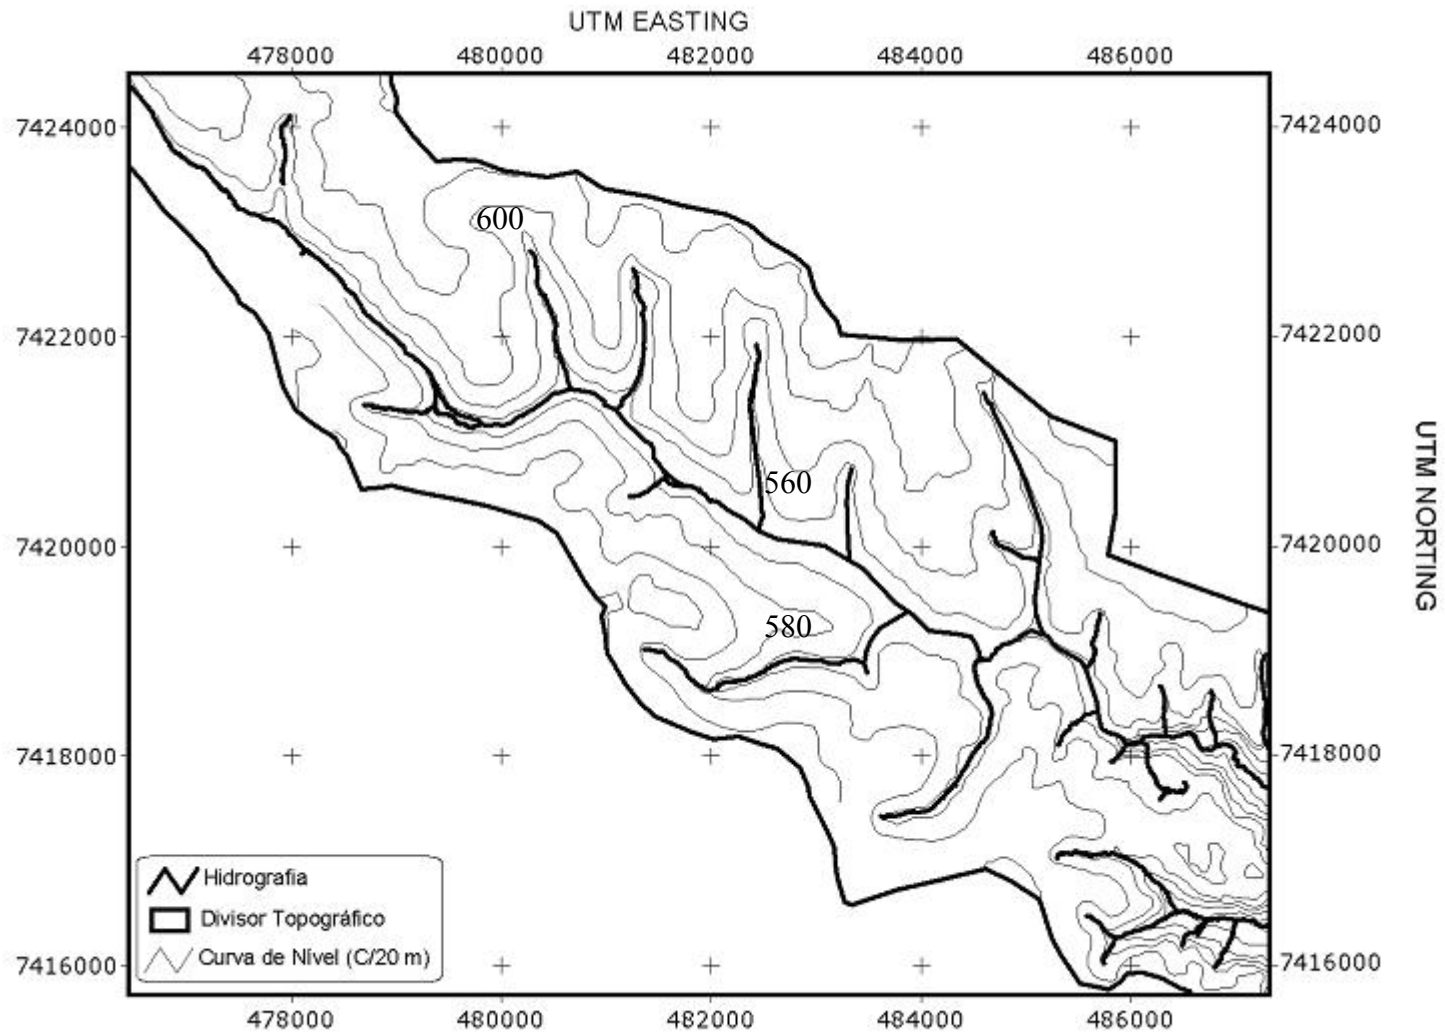 UTM EASTING
478000 480000 482000 484000 486000
7424000 7424000
600
7422000 7422000
560
UTM NORTING
7420000 7420000
580
7418000 7418000
Hidrografia
Divisor Topográfico
Curva de Nível (C/20 m)
7416000 7416000
478000 480000 482000 484000 486000